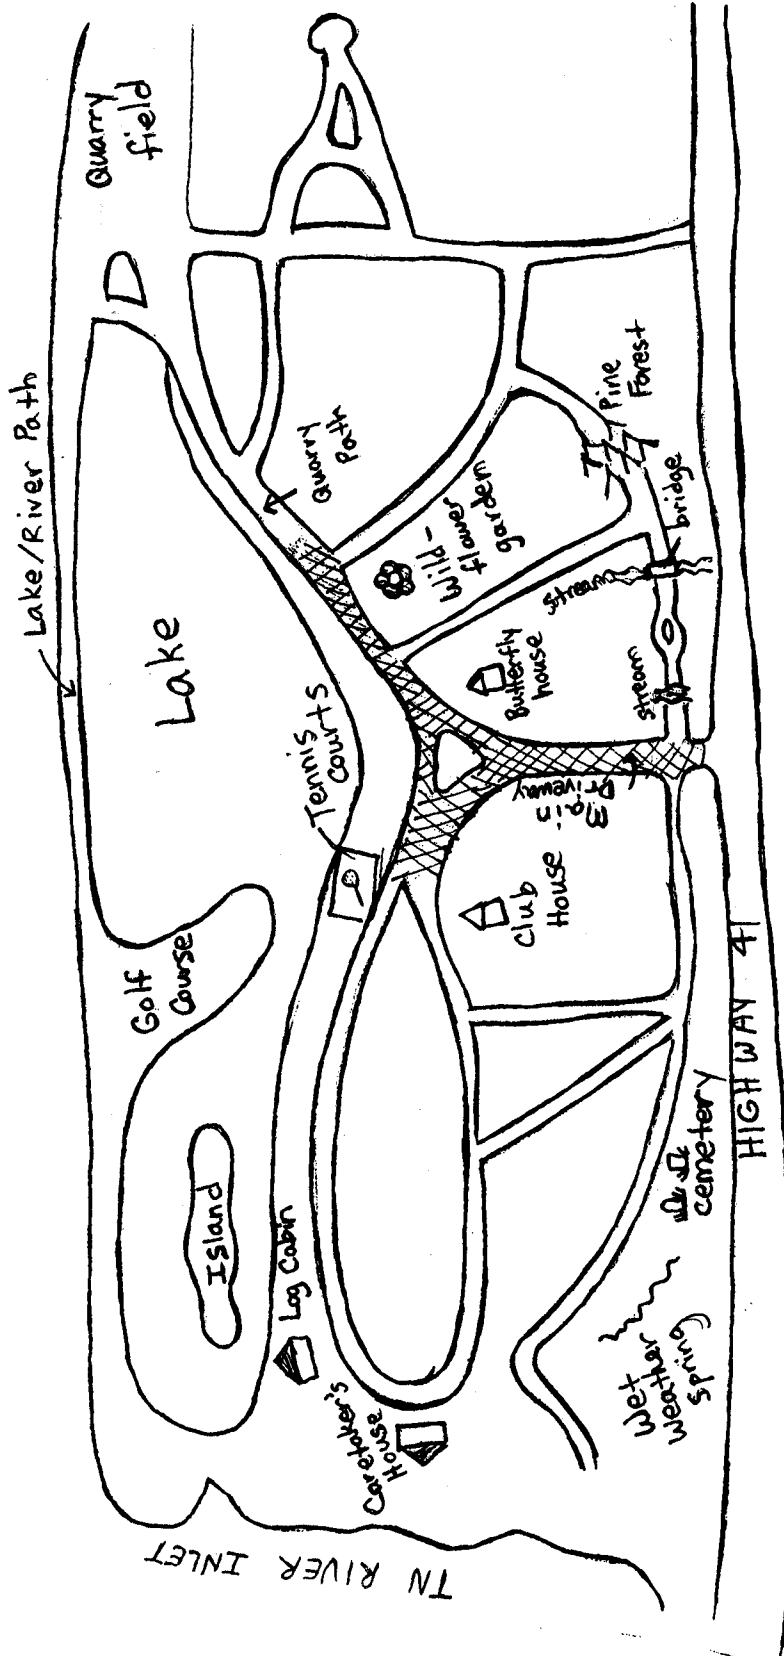 Quarry
field
Lake/River Path
Quarry
Path
Pine
Forest
Wild-
flower
garden
bridge
stream
stream
Butterfly
house
Lake
Tennis
Courts
Main
Driveway
Club
House
Golf
Course
HIGHWAY 41
cemetery
Island
Log Cabin
Wet
weather
spring
Caretaker's
House
TN RIVER INLET